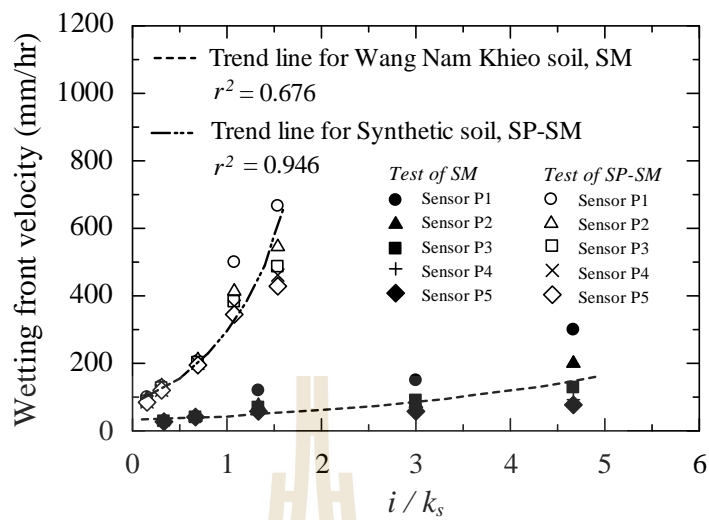 1200
1000
800
600
400
200
0
Wetting front velocity (mm/hr)
Trend line for Wang Nam Khieo soil, SM
r² = 0.676
Trend line for Synthetic soil, SP-SM
r² = 0.946
Test of SM
Sensor P1
Sensor P2
Sensor P3
Sensor P4
Sensor P5
Test of SP-SM
Sensor P1
Sensor P2
Sensor P3
Sensor P4
Sensor P5
0 1 2 3 4 5 6
i / kₛ